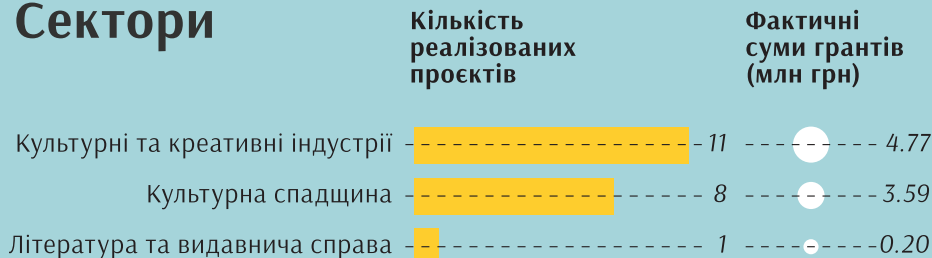 Сектори
Кількість
реалізованих
проєктів
Фактичні
суми грантів
(млн грн)
Культурні та креативні індустрії 11 4.77
Культурна спадщина 8 3.59
Література та видавнича справа 1 0.20